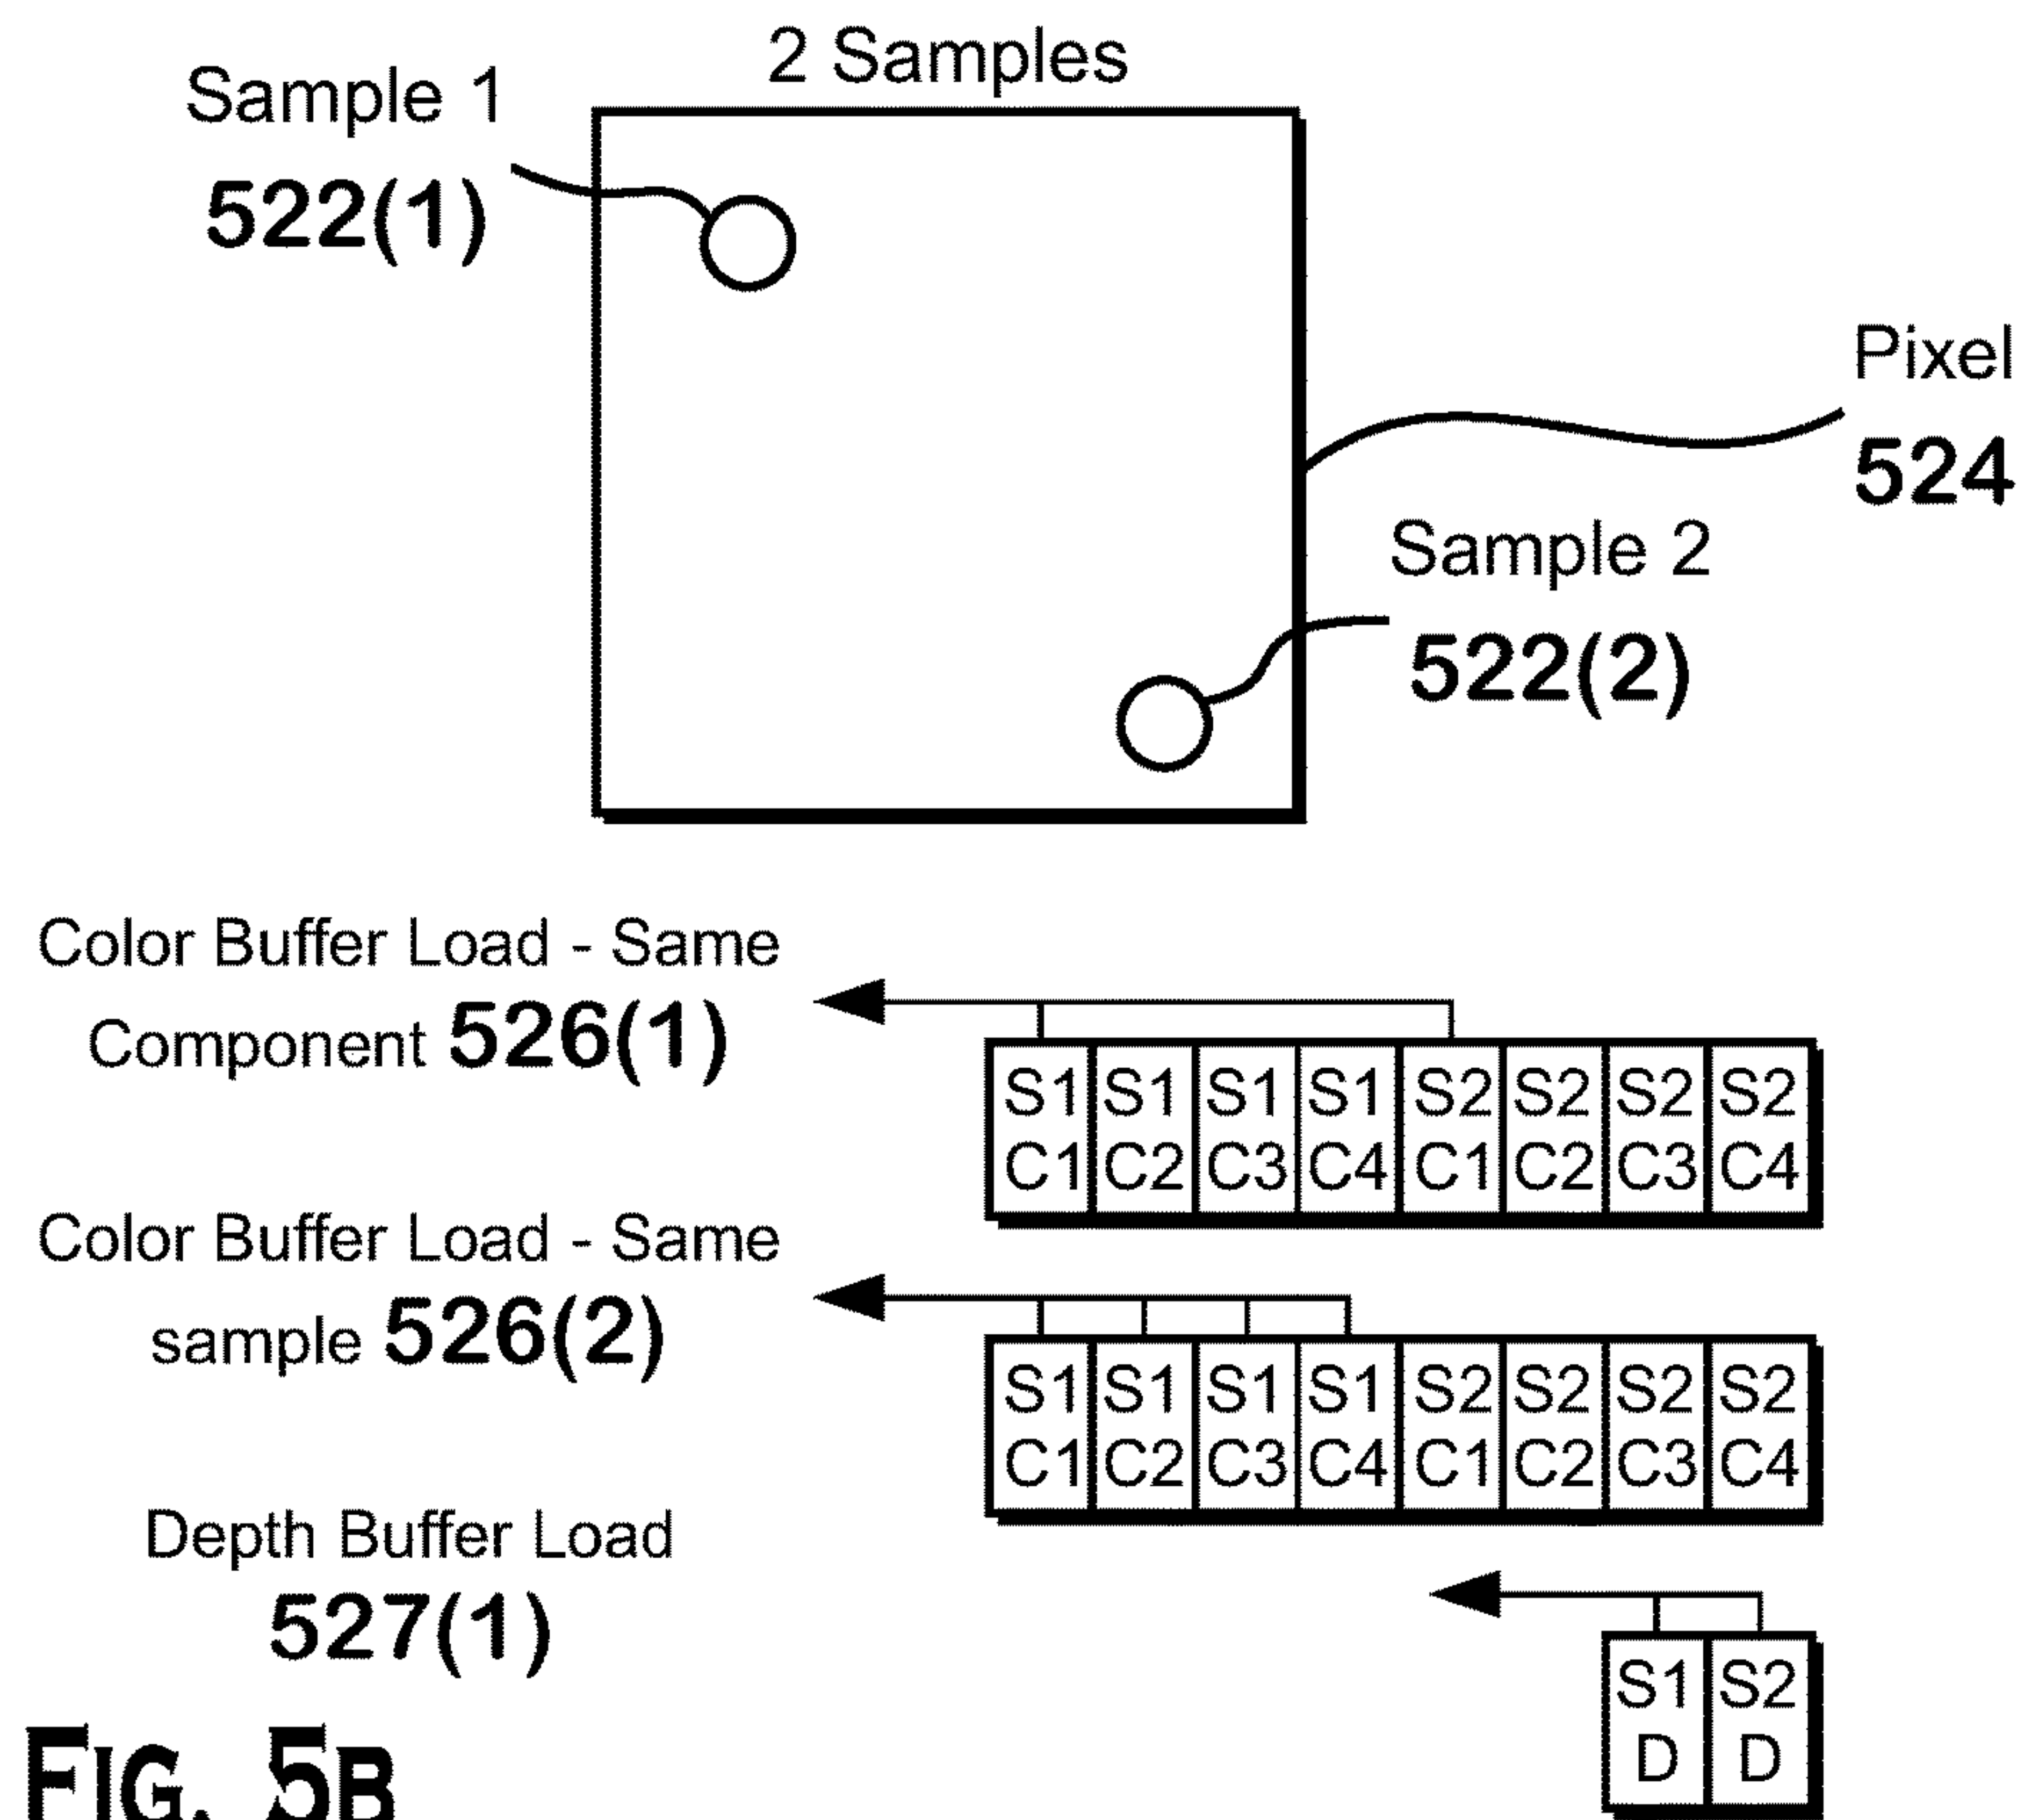 2 Samples
Sample 1
522(1)
Pixel
524
Sample 2
522(2)
Color Buffer Load - Same
Component 526(1)
S1 S1 S1 S1 S2 S2 S2 S2
C1 C2 C3 C4 C1 C2 C3 C4
Color Buffer Load - Same
sample 526(2)
S1 S1 S1 S1 S2 S2 S2 S2
C1 C2 C3 C4 C1 C2 C3 C4
Depth Buffer Load
527(1)
S1 S2
D D
FIG. 5B